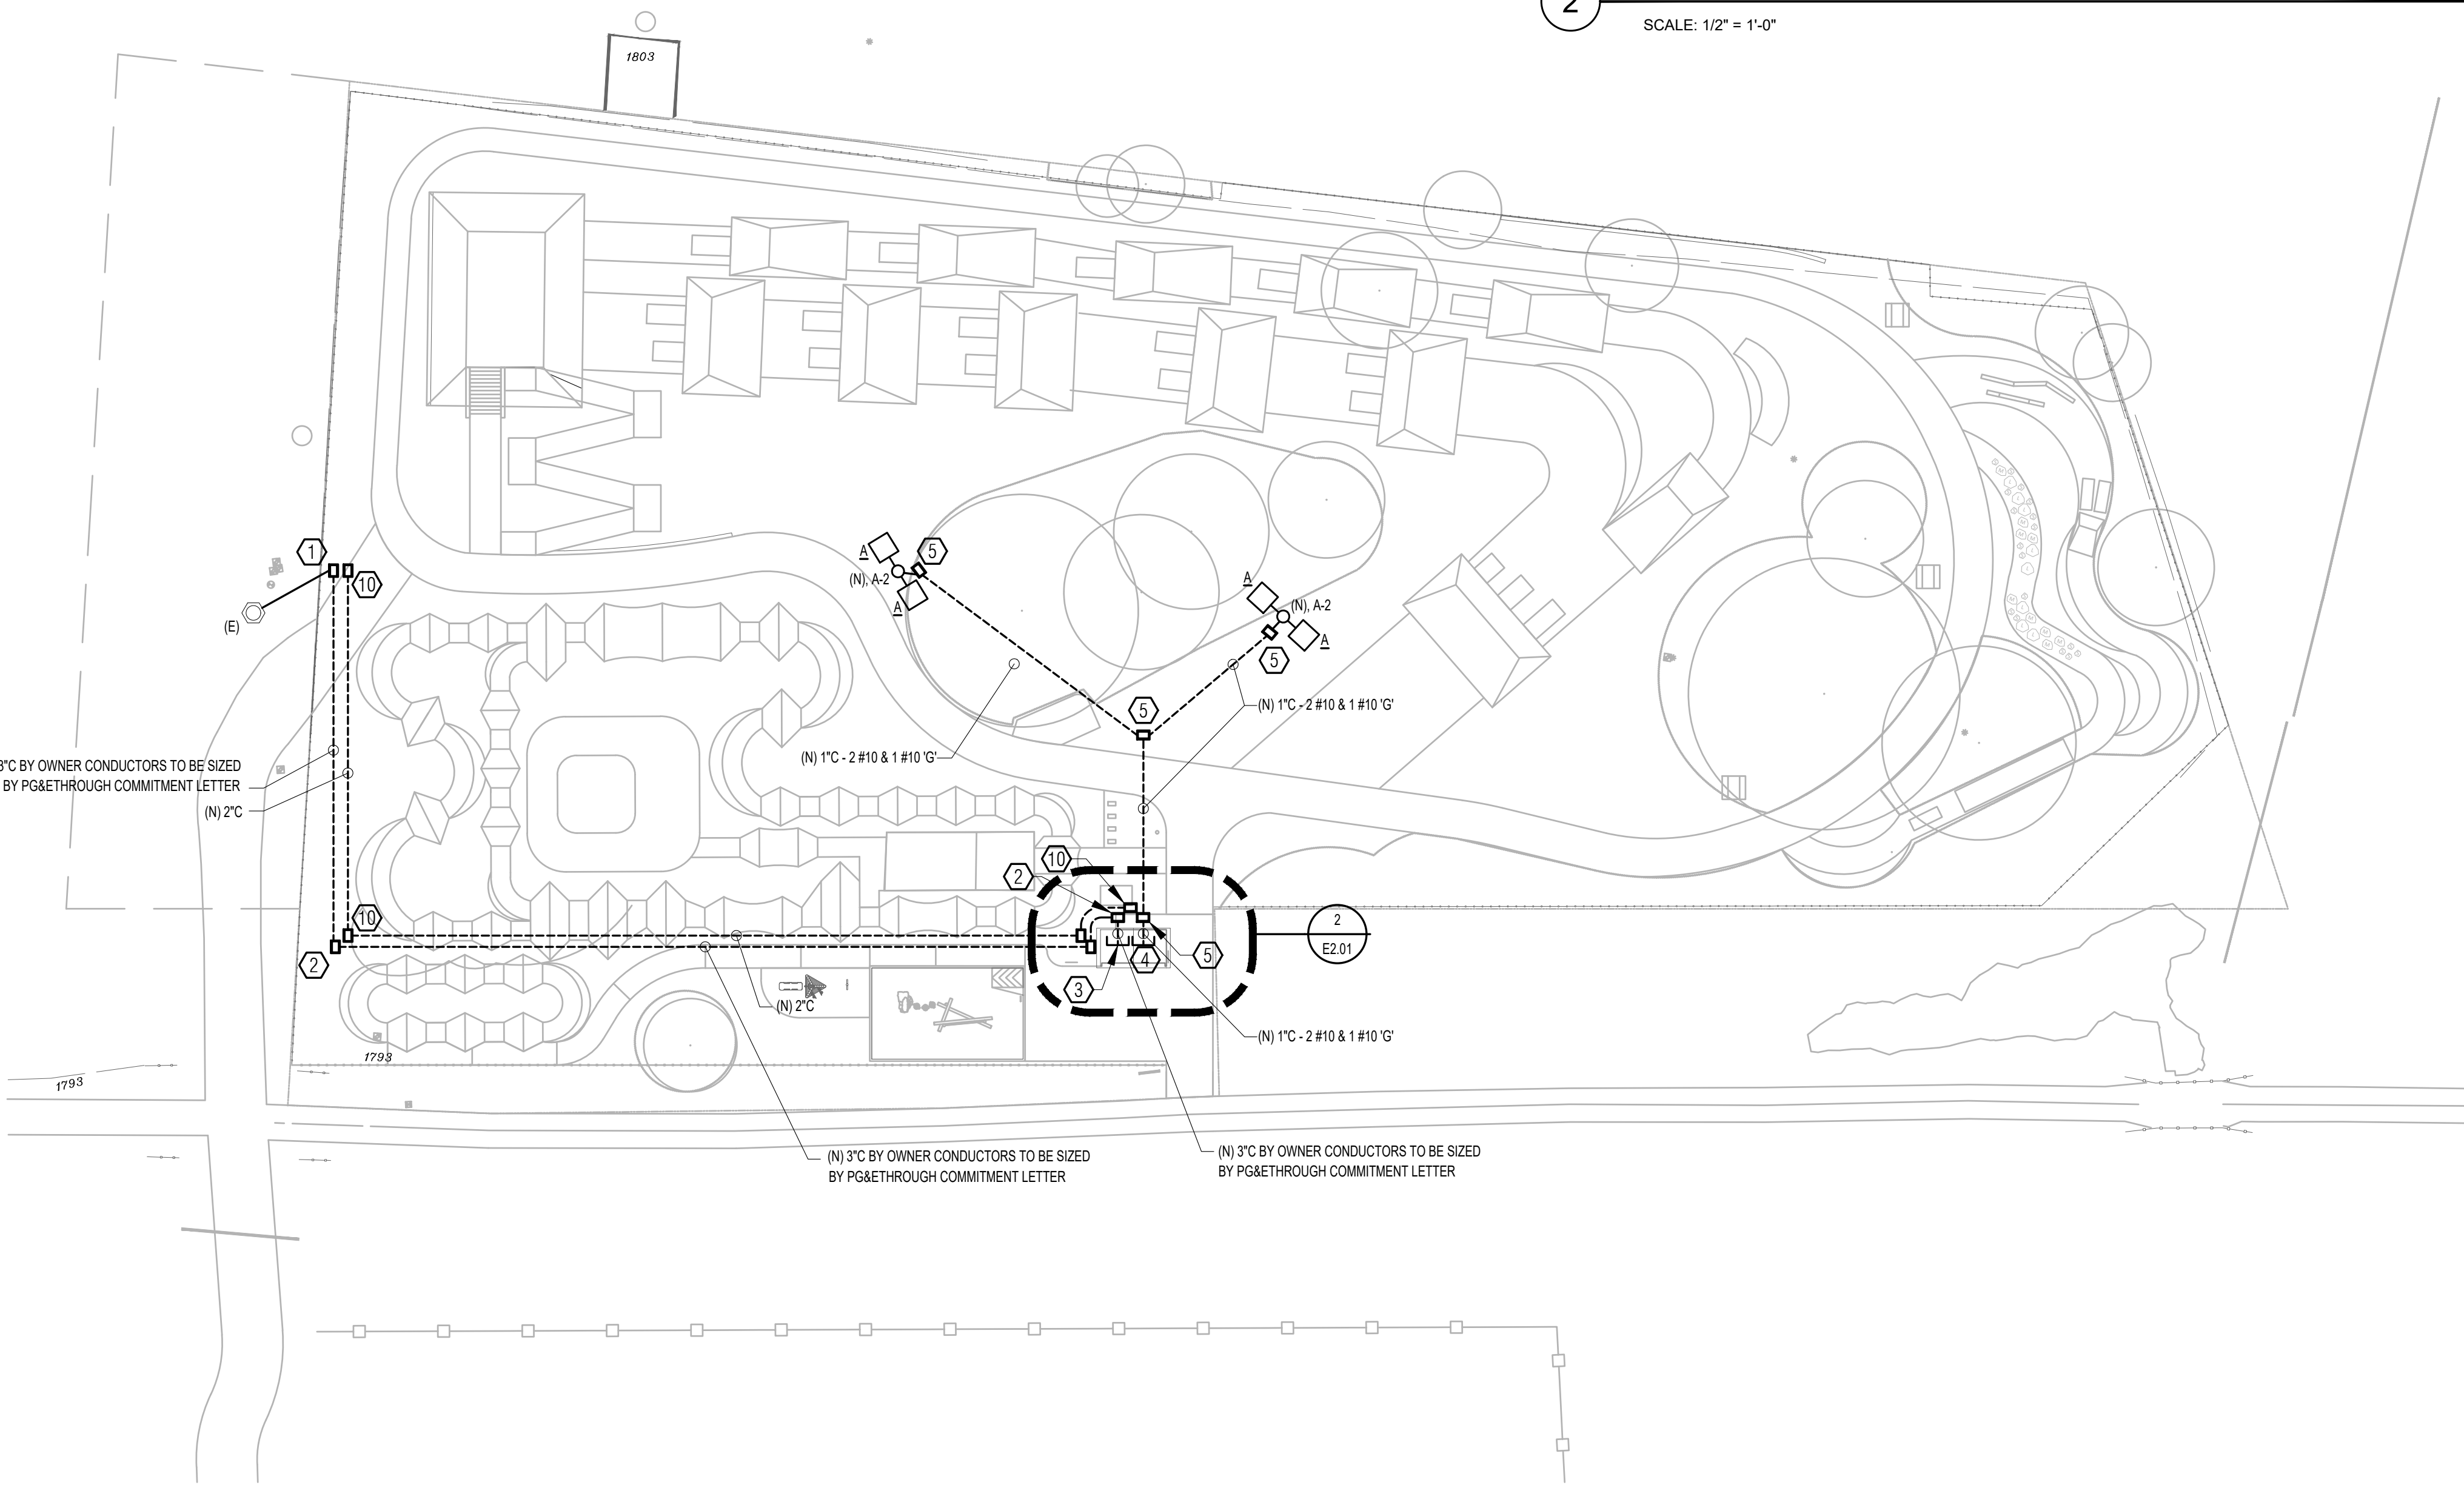 2
SCALE: 1/2" = 1'-0"
1803
1
10
(E)
A
(N), A-2
A
5
A
(N), A-2
A
5
5
(N) 1"C - 2 #10 & 1 #10 'G'
(N) 1"C - 2 #10 & 1 #10 'G'
3"C BY OWNER CONDUCTORS TO BE SIZED
BY PG&ETHROUGH COMMITMENT LETTER
(N) 2"C
10
2
10
2
2
E2.01
3
4
5
(N) 2"C
(N) 1"C - 2 #10 & 1 #10 'G'
1793
1793
(N) 3"C BY OWNER CONDUCTORS TO BE SIZED
BY PG&ETHROUGH COMMITMENT LETTER
(N) 3"C BY OWNER CONDUCTORS TO BE SIZED
BY PG&ETHROUGH COMMITMENT LETTER